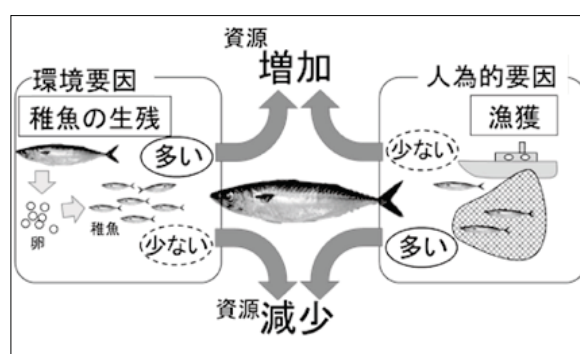 資源
増加
環境要因
稚魚の生残
多い
卵
稚魚
少ない
人為的要因
漁獲
少ない
多い
資源
減少